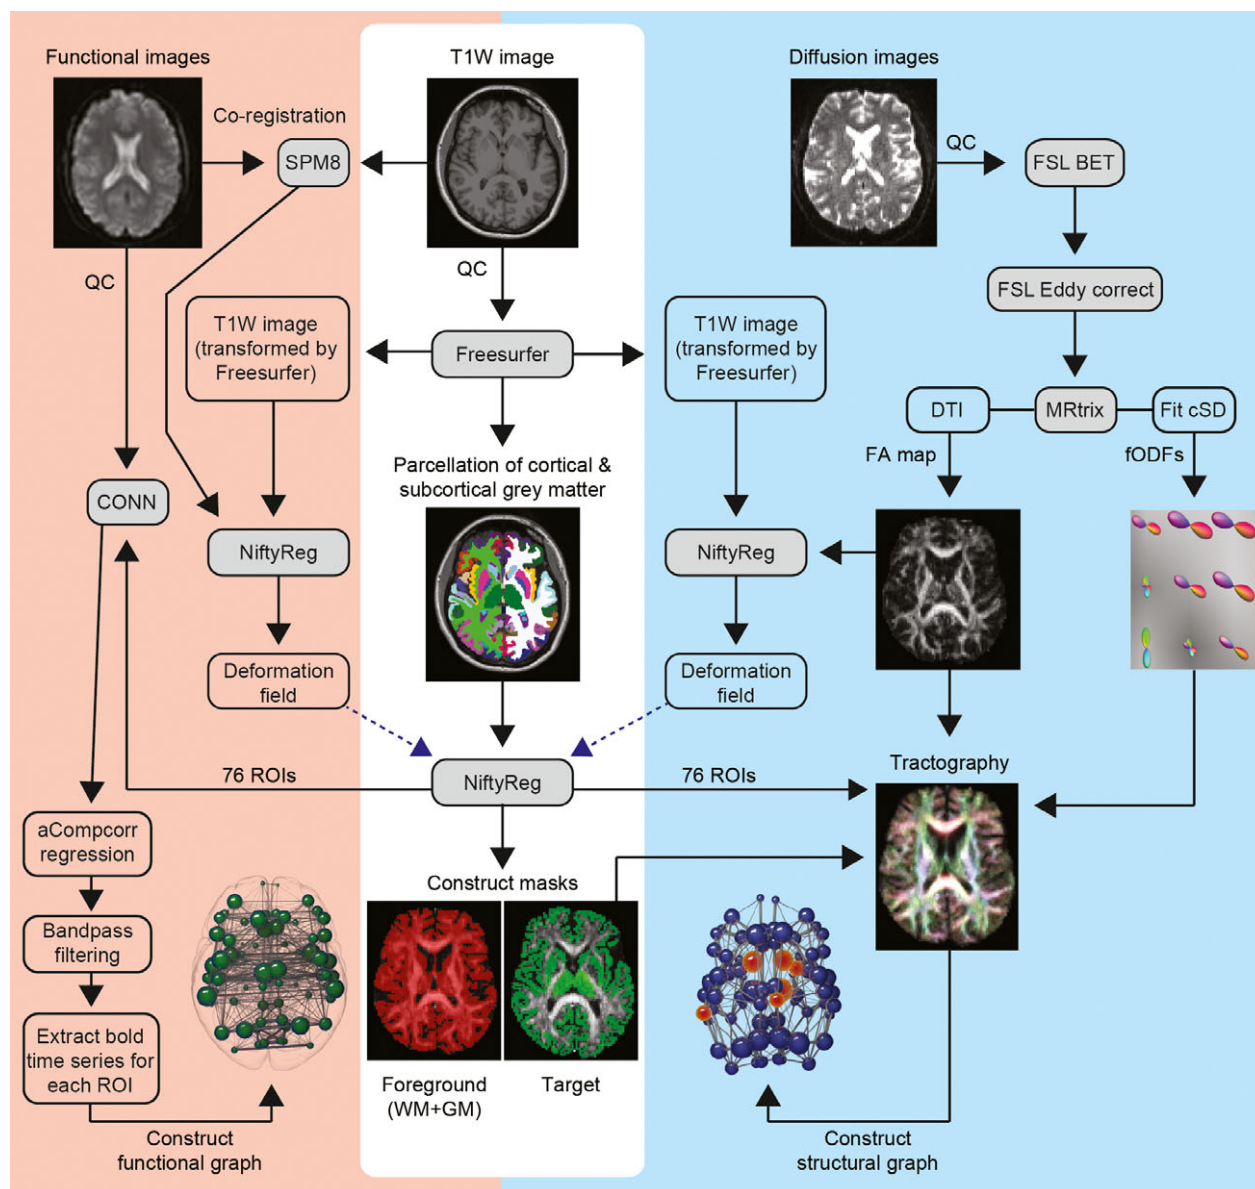 Functional images
T1W image
Diffusion images
Co-registration
SPM8
QC
FSL BET
QC
QC
FSL Eddy correct
T1W image
(transformed by
Freesurfer)
Freesurfer
T1W image
(transformed by
Freesurfer)
DTI
MRtrix
Fit cSD
FA map
fODFs
Parcellation of cortical &
subcortical grey matter
CONN
NiftyReg
NiftyReg
Deformation
field
Deformation
field
76 ROIs
NiftyReg
76 ROIs
Tractography
aCompcorr
regression
Construct masks
Bandpass
filtering
Extract bold
time series for
each ROI
Foreground
(WM+GM)
Target
Construct
functional graph
Construct
structural graph